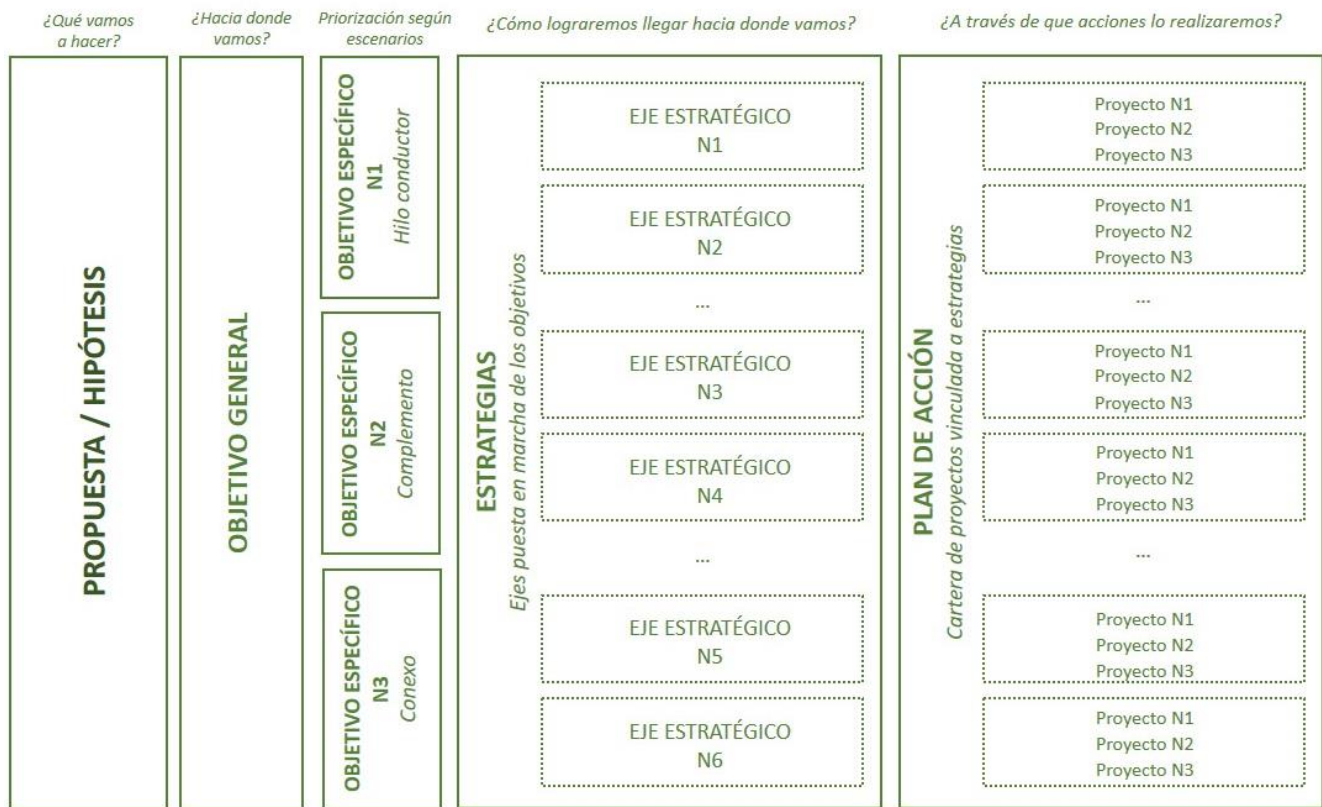 ¿Qué vamos
a hacer?
¿Hacia donde
vamos?
Priorización según
escenarios
¿Cómo lograremos llegar hacia donde vamos?
¿A través de que acciones lo realizaremos?
PROPUESTA / HIPÓTESIS
OBJETIVO GENERAL
OBJETIVO ESPECÍFICO
N1
Hilo conductor
OBJETIVO ESPECÍFICO
N2
Complemento
OBJETIVO ESPECÍFICO
N3
Conexo
ESTRATEGIAS
Ejes puesta en marcha de los objetivos
EJE ESTRATÉGICO
N1
EJE ESTRATÉGICO
N2
...
EJE ESTRATÉGICO
N3
EJE ESTRATÉGICO
N4
...
EJE ESTRATÉGICO
N5
EJE ESTRATÉGICO
N6
PLAN DE ACCIÓN
Cartera de proyectos vinculada a estrategias
Proyecto N1
Proyecto N2
Proyecto N3
Proyecto N1
Proyecto N2
Proyecto N3
...
Proyecto N1
Proyecto N2
Proyecto N3
Proyecto N1
Proyecto N2
Proyecto N3
...
Proyecto N1
Proyecto N2
Proyecto N3
Proyecto N1
Proyecto N2
Proyecto N3